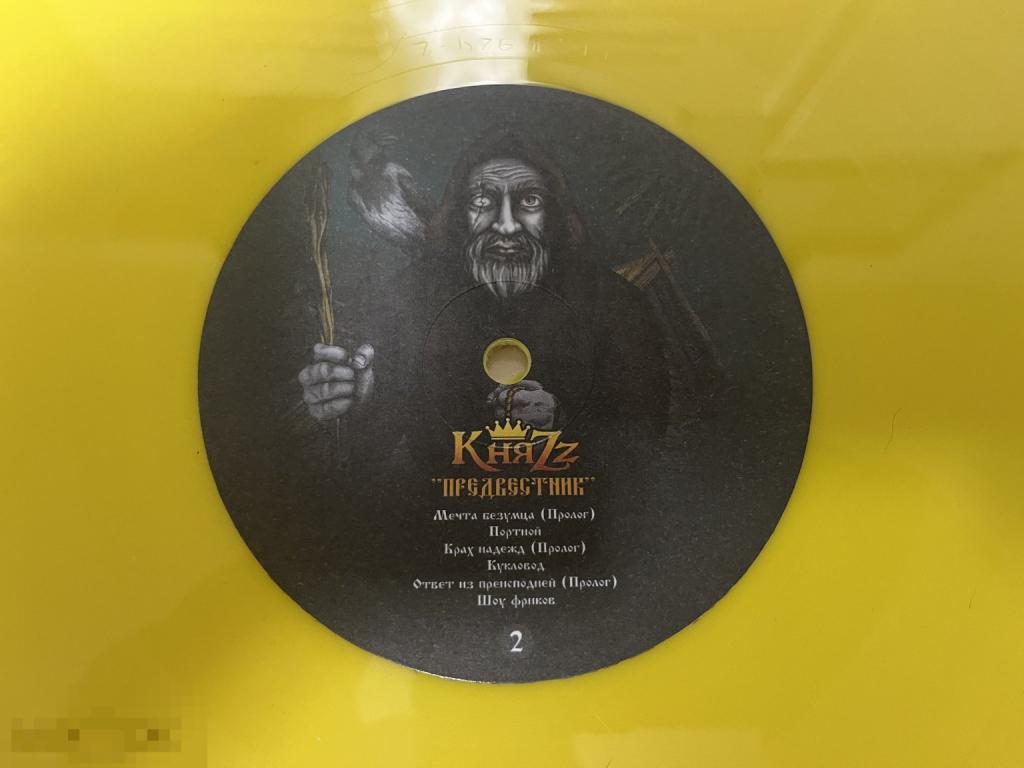 КняZz
"ПРЕДВЕСТНИК"
Мечта безумца (Пролог)
Портной
Крах надежд (Пролог)
Кукловод
Ответ из преисподней (Пролог)
Шоу фриков
2